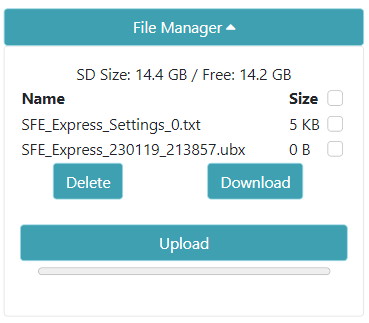 File Manager
SD Size: 14.4 GB / Free: 14.2 GB
Name Size
SFE_Express_Settings_0.txt 5 KB
SFE_Express_230119_213857.ubx 0 B
Delete Download
Upload